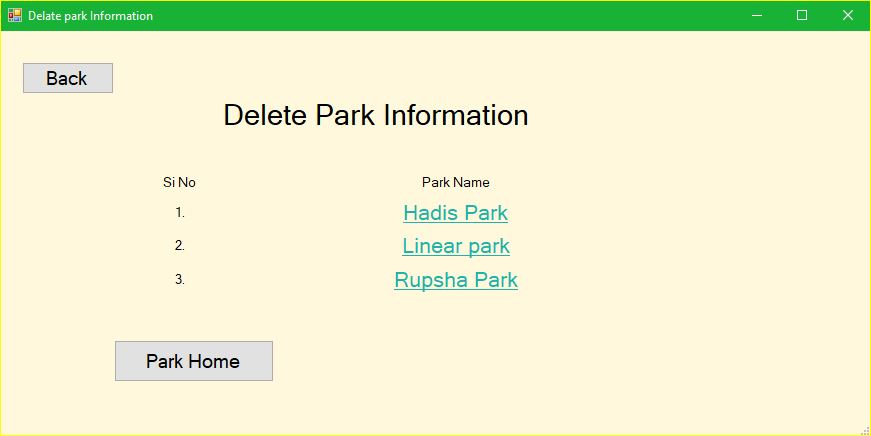 Delate park Information
Back
Delete Park Information
Si No Park Name
1. Hadis Park
2. Linear park
3. Rupsha Park
Park Home